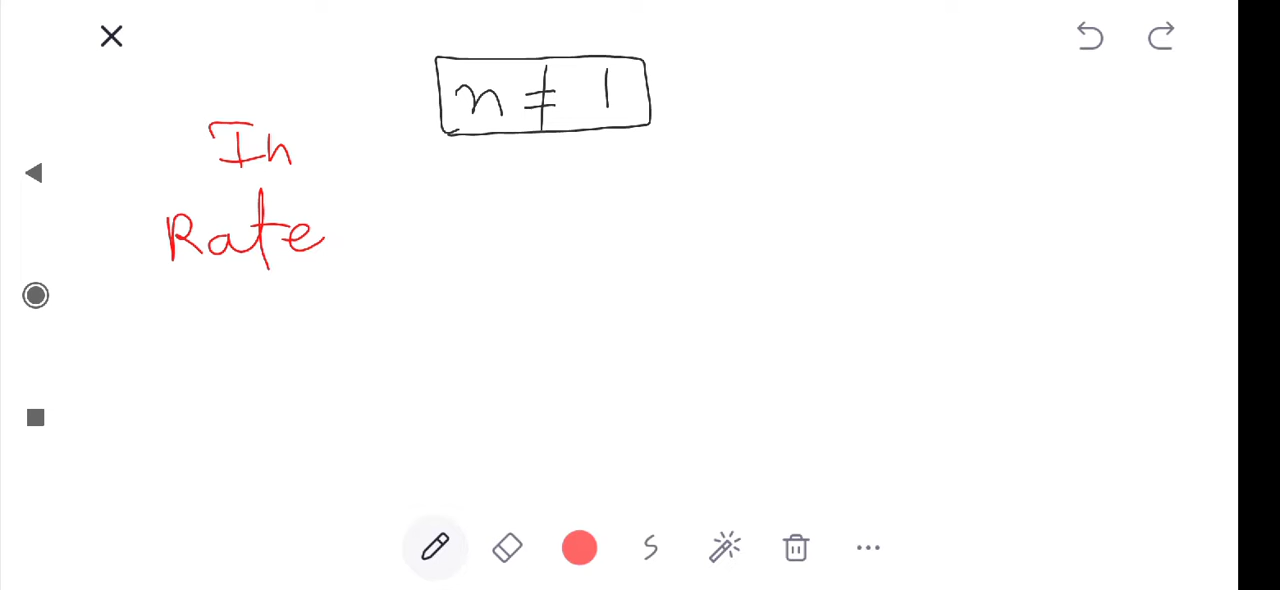 n ≠ 1
In
Rate